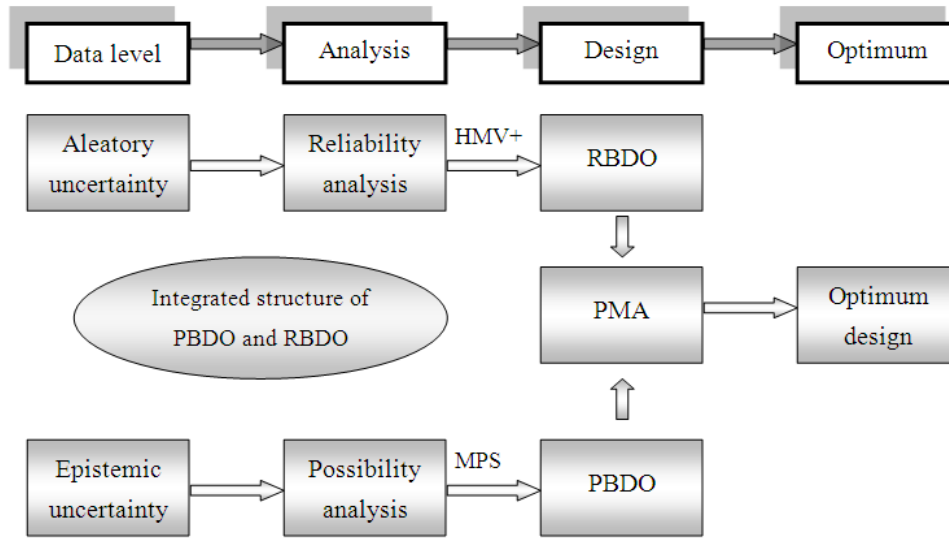 Data level
Analysis
Design
Optimum
Aleatory
uncertainty
Reliability
analysis
HMV+
RBDO
Integrated structure of
PBDO and RBDO
PMA
Optimum
design
Epistemic
uncertainty
Possibility
analysis
MPS
PBDO